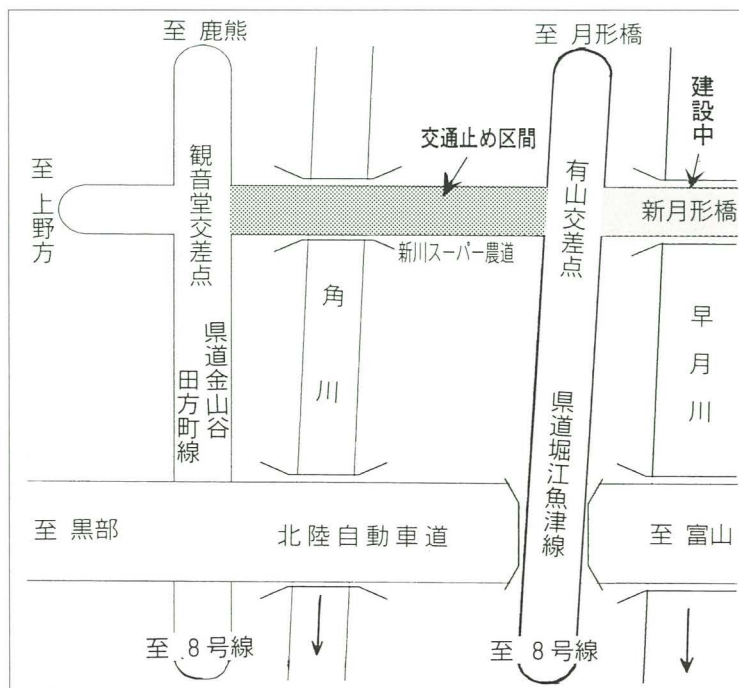 至 鹿熊
至 月形橋
建設中
交通止め区間
至 上野方
観音堂交差点
有山交差点
新月形橋
新川スーパー農道
角川
早月川
県道金山谷
田方町線
県道堀江魚津線
至 黒部
北陸自動車道
至 富山
至 8号線
至 8号線